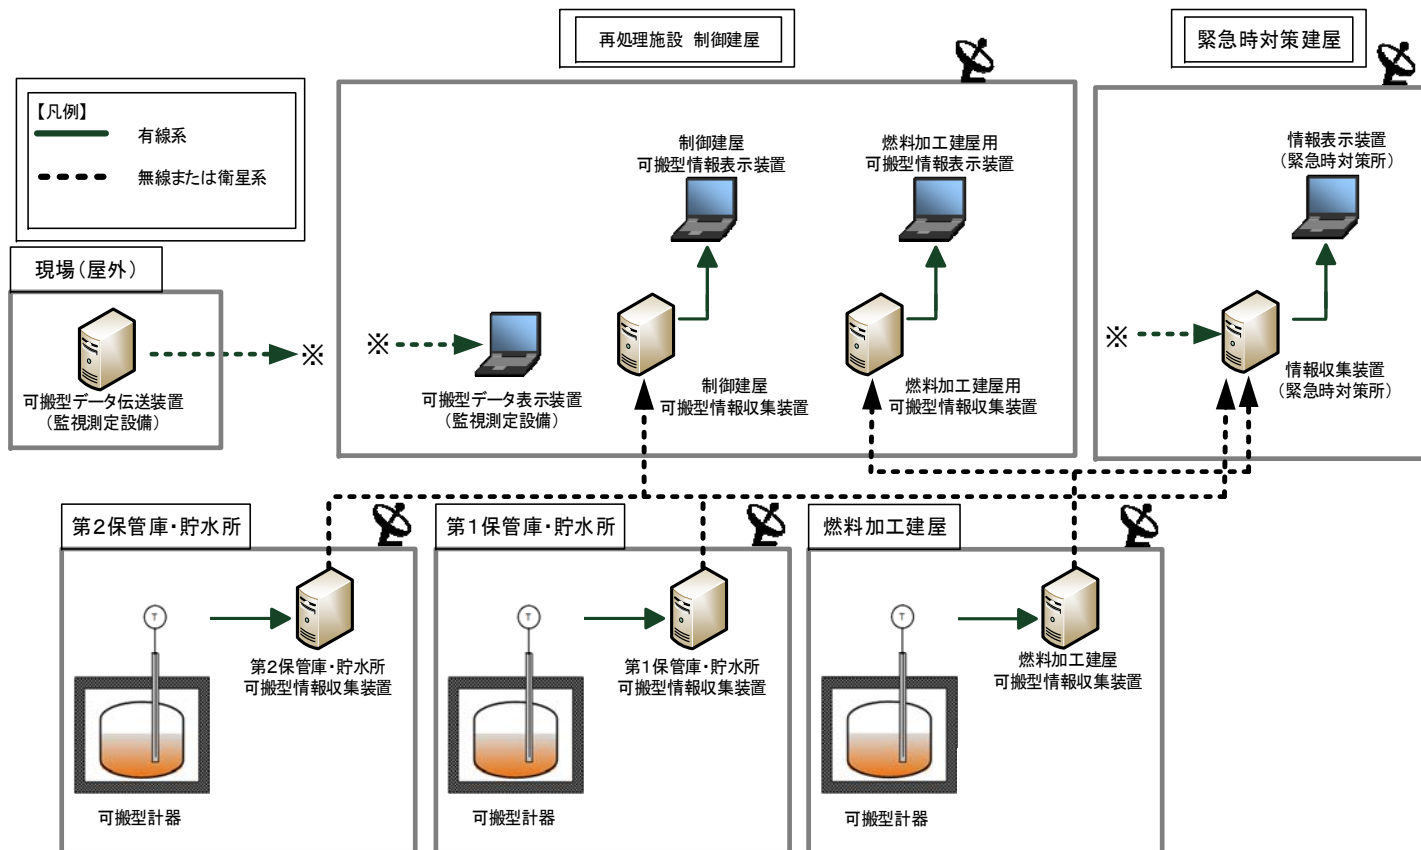 再処理施設 制御建屋
緊急時対策建屋
【凡例】
有線系
無線または衛星系
制御建屋
可搬型情報表示装置
燃料加工建屋用
可搬型情報表示装置
情報表示装置
(緊急時対策所)
現場(屋外)
※
※
※
可搬型データ伝送装置
(監視測定設備)
可搬型データ表示装置
(監視測定設備)
制御建屋
可搬型情報収集装置
燃料加工建屋用
可搬型情報収集装置
情報収集装置
(緊急時対策所)
第2保管庫・貯水所
第1保管庫・貯水所
燃料加工建屋
T
T
T
第2保管庫・貯水所
可搬型情報収集装置
第1保管庫・貯水所
可搬型情報収集装置
燃料加工建屋
可搬型情報収集装置
可搬型計器
可搬型計器
可搬型計器